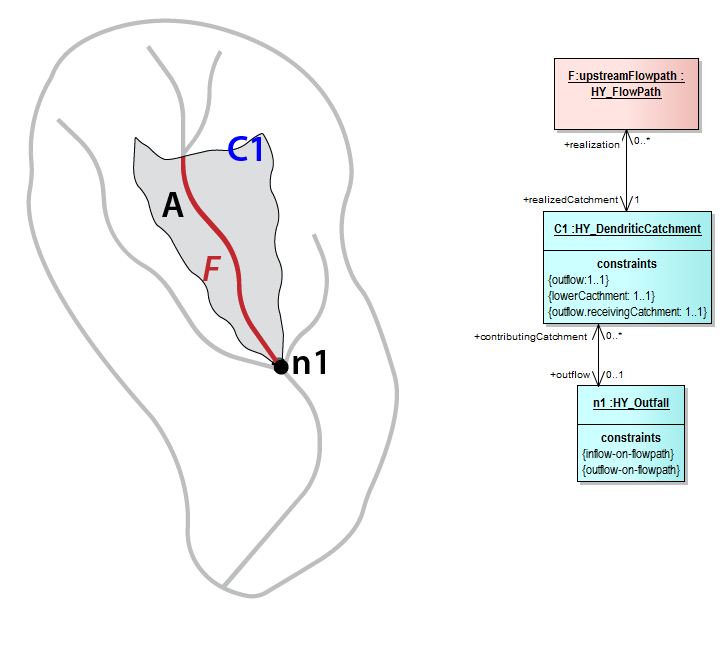 C1
A
F
n1
F:upstreamFlowpath :
HY_FlowPath
+realization
0..*
+realizedCatchment
1
C1 :HY_DendriticCatchment
constraints
{outflow:1..1}
{lowerCacthment: 1..1}
{outflow.receivingCatchment: 1..1}
+contributingCatchment
0..*
+outflow
0..1
n1 :HY_Outfall
constraints
{inflow-on-flowpath}
{outflow-on-flowpath}